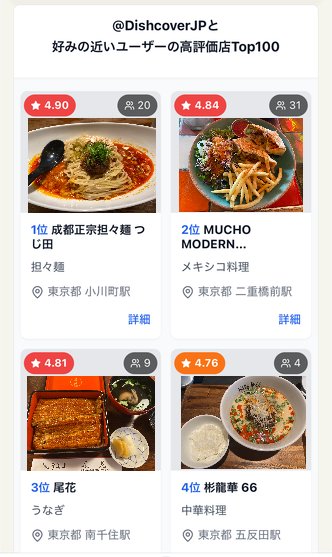 @DishcoverJPと
好みの近いユーザーの高評価店Top100
4.90
20
1位 成都正宗担々麺 つ
じ田
担々麺
東京都 小川町駅
詳細
4.84
31
2位 MUCHO
MODERN...
メキシコ料理
東京都 二重橋前駅
詳細
4.81
9
3位 尾花
うなぎ
東京都 南千住駅
4.76
4
4位 彬龍華 66
中華料理
東京都 五反田駅